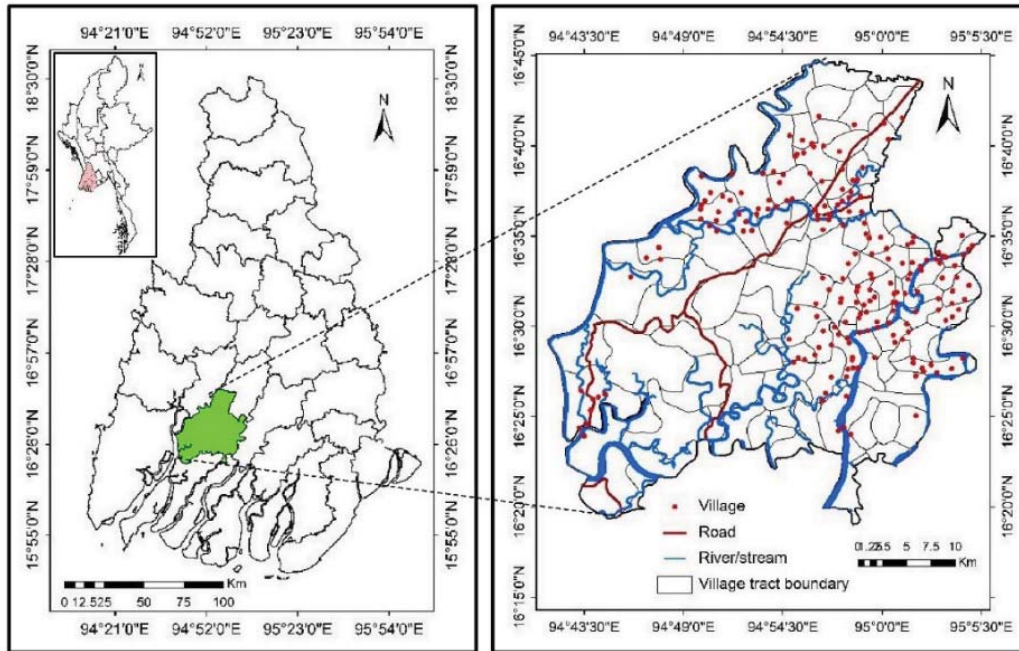 94°21'0"E 94°52'0"E 95°23'0"E 95°54'0"E
18°30'0"N
17°59'0"N
17°28'0"N
16°57'0"N
16°26'0"N
15°55'0"N
N
N
18°30'0"N
17°59'0"N
17°28'0"N
16°57'0"N
16°26'0"N
15°55'0"N
Km
0 12.525 50 75 100
94°21'0"E 94°52'0"E 95°23'0"E 95°54'0"E
94°43'30"E 94°49'0"E 94°54'30"E 95°0'0"E 95°5'30"E
16°45'0"N
16°40'0"N
16°35'0"N
16°30'0"N
16°25'0"N
16°20'0"N
16°15'0"N
N
16°40'0"N
16°35'0"N
16°30'0"N
16°25'0"N
16°20'0"N
16°15'0"N
Village
Road
River/stream
Village tract boundary
01.252.5 5 7.5 10
Km
94°43'30"E 94°49'0"E 94°54'30"E 95°0'0"E 95°5'30"E